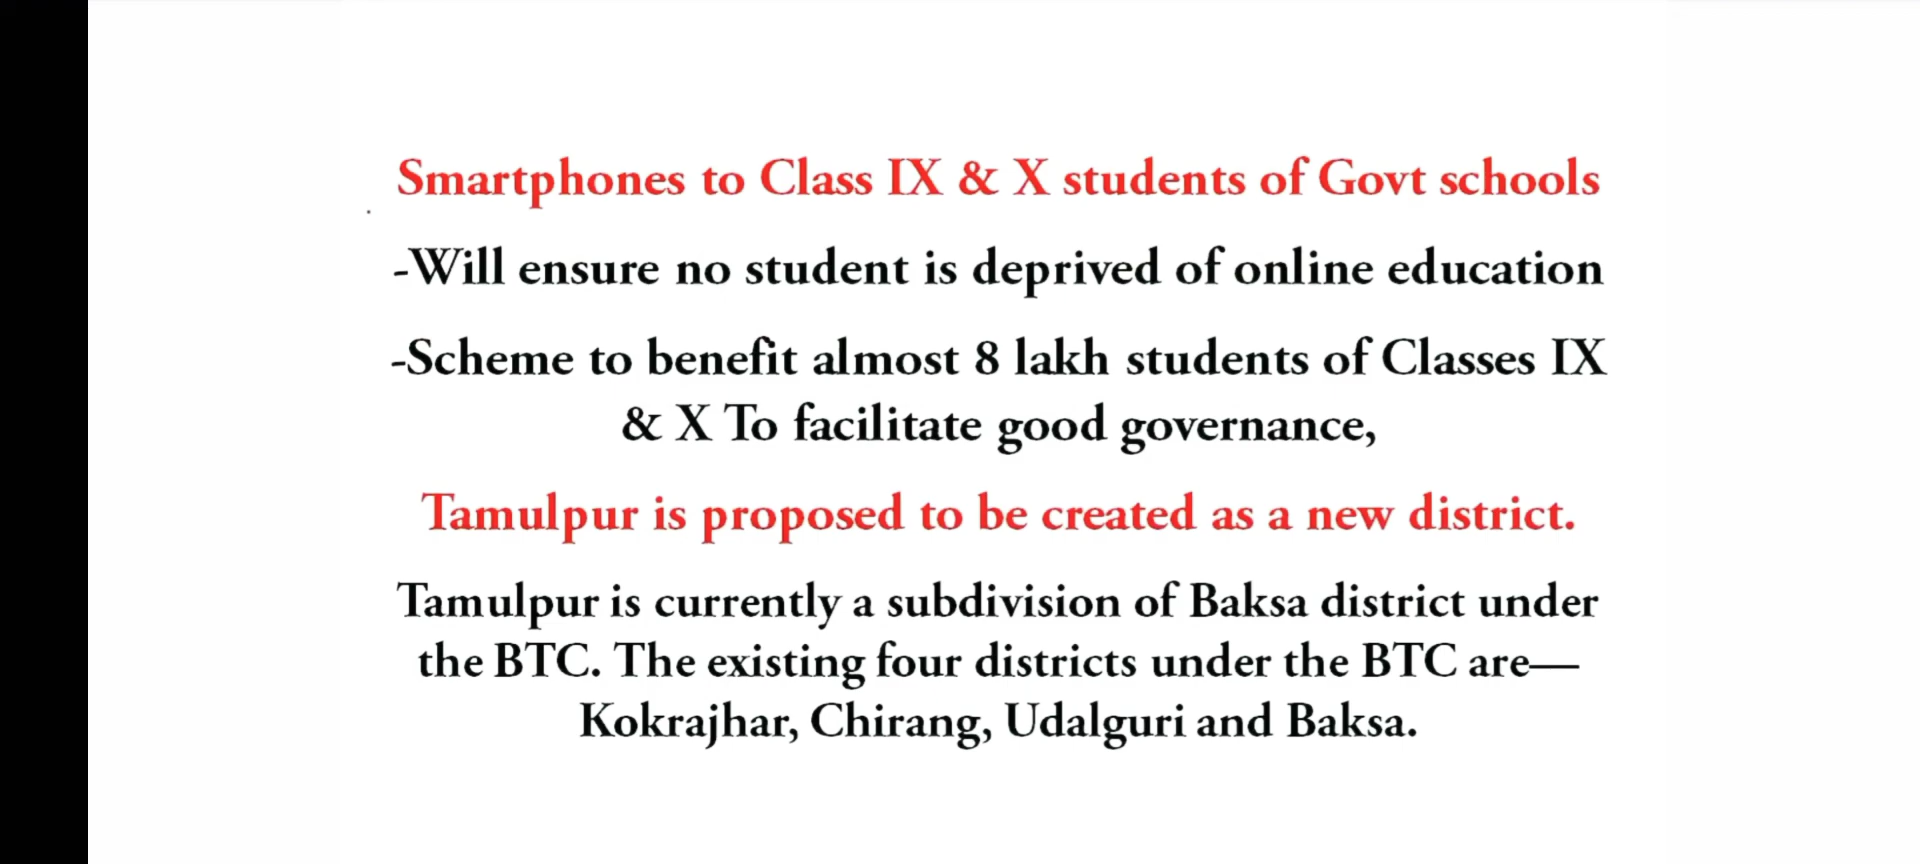 Smartphones to Class IX & X students of Govt schools
-Will ensure no student is deprived of online education
-Scheme to benefit almost 8 lakh students of Classes IX
& X To facilitate good governance,
Tamulpur is proposed to be created as a new district.
Tamulpur is currently a subdivision of Baksa district under
the BTC. The existing four districts under the BTC are—
Kokrajhar, Chirang, Udalguri and Baksa.